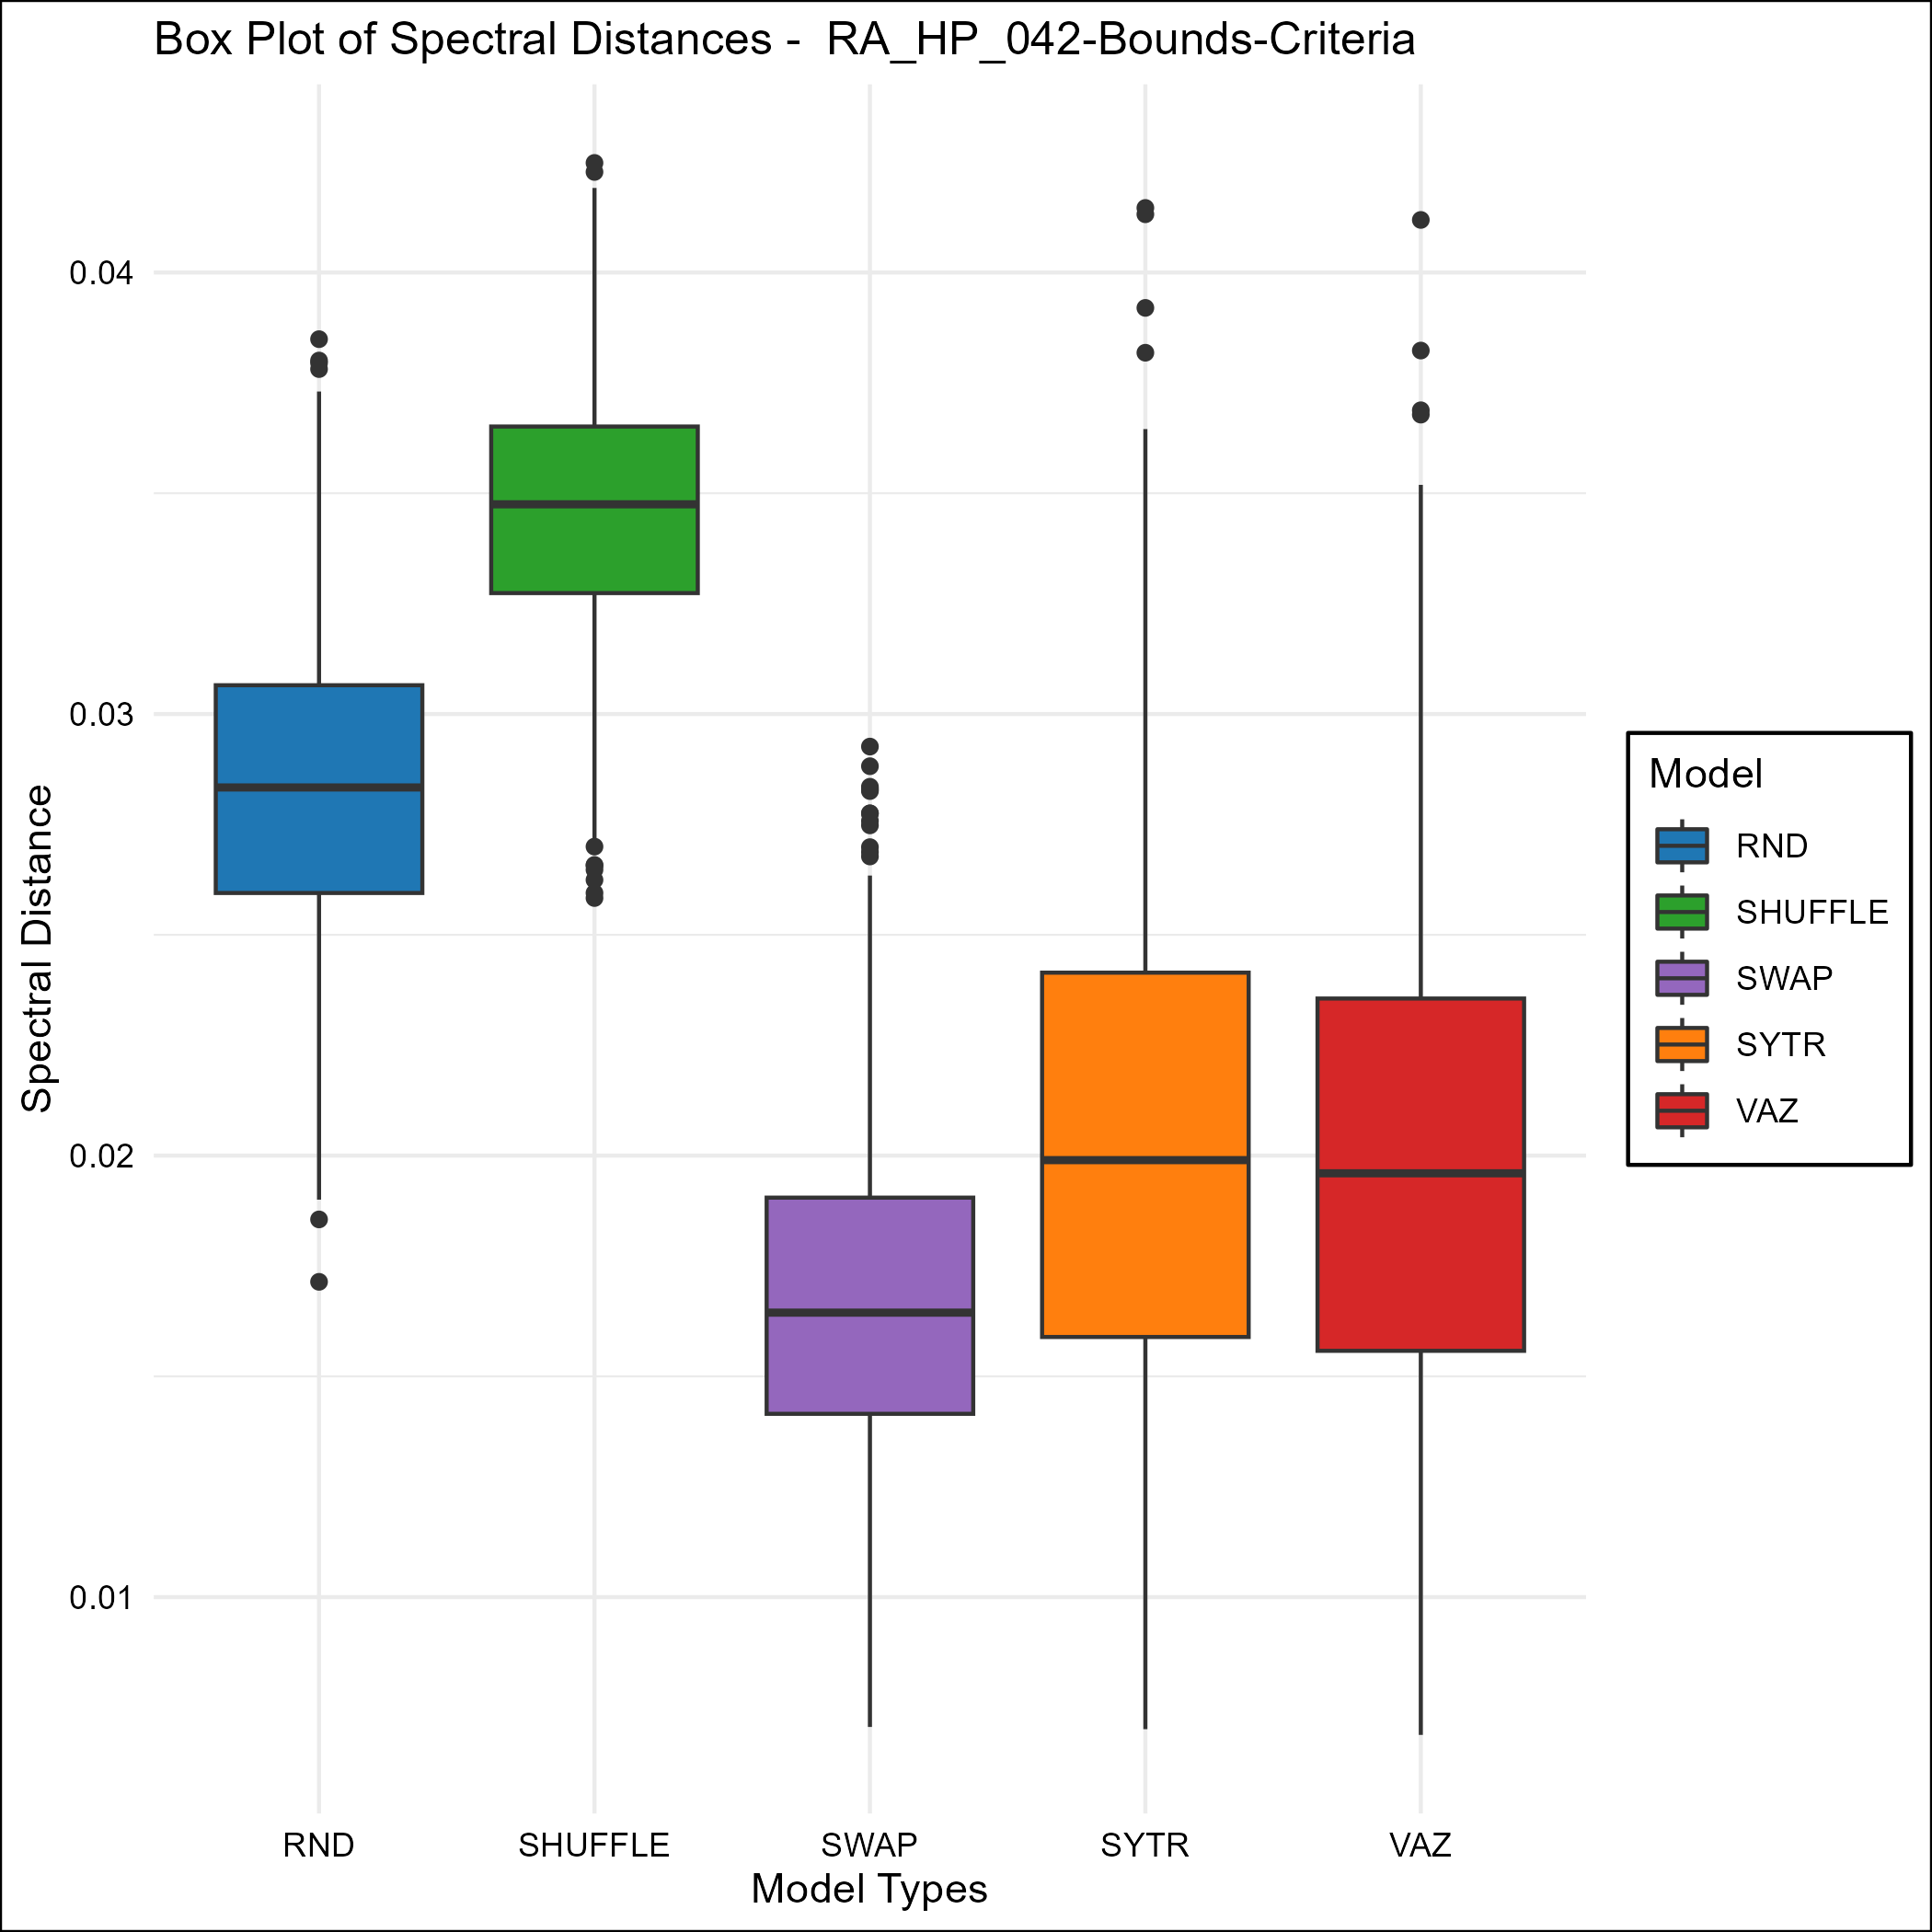 Box Plot of Spectral Distances -  RA_HP_042-Bounds-Criteria
Spectral Distance
0.04
0.03
0.02
0.01
RND
SHUFFLE
SWAP
SYTR
VAZ
Model Types
Model
RND
SHUFFLE
SWAP
SYTR
VAZ